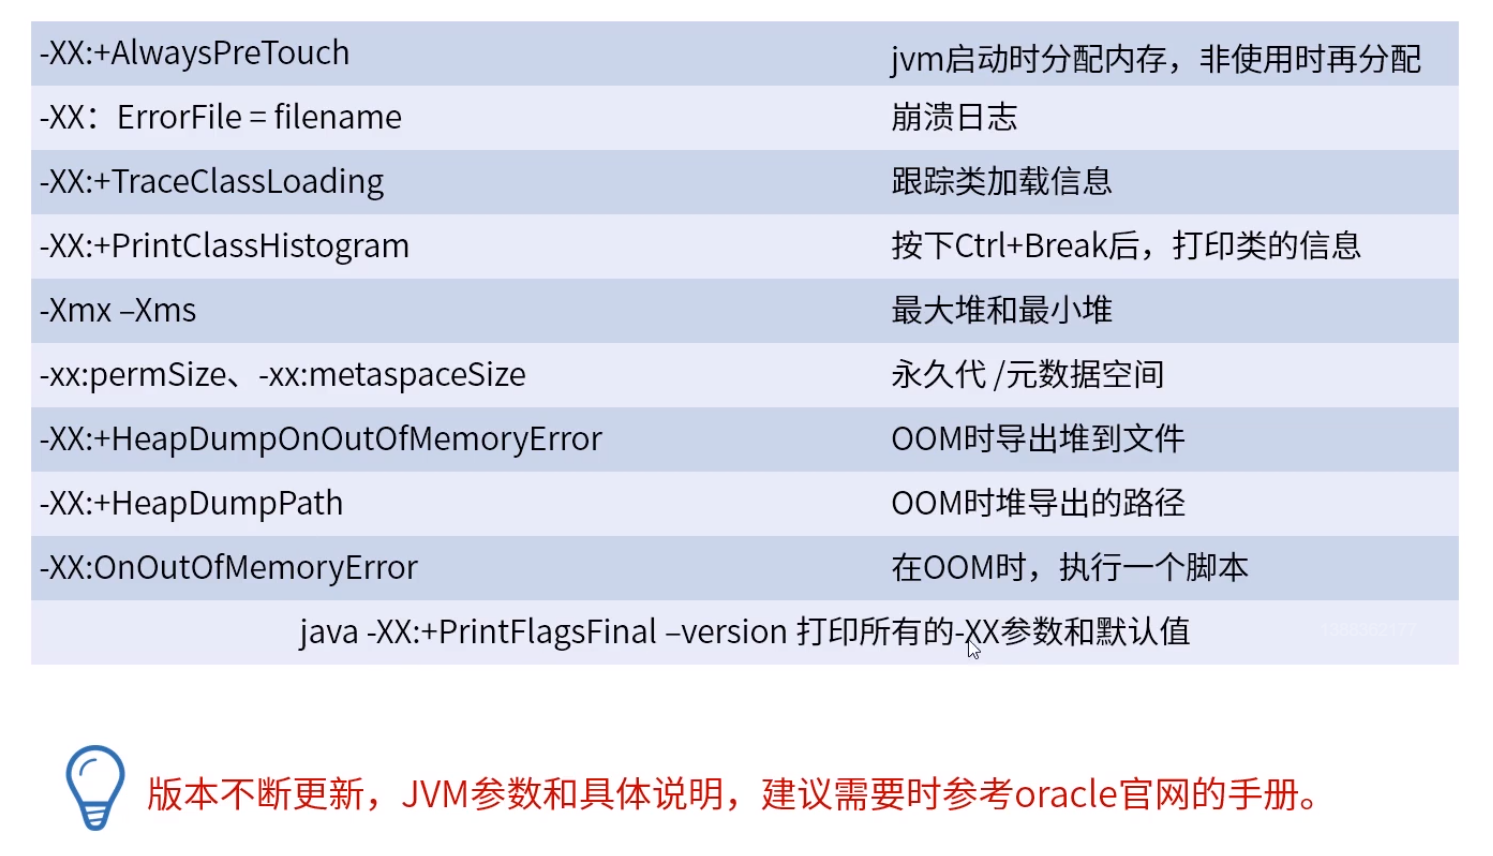 -XX:+AlwaysPreTouch jvm启动时分配内存，非使用时再分配
-XX：ErrorFile = filename 崩溃日志
-XX:+TraceClassLoading 跟踪类加载信息
-XX:+PrintClassHistogram 按下Ctrl+Break后，打印类的信息
-Xmx –Xms 最大堆和最小堆
-xx:permSize、-xx:metaspaceSize 永久代 /元数据空间
-XX:+HeapDumpOnOutOfMemoryError OOM时导出堆到文件
-XX:+HeapDumpPath OOM时堆导出的路径
-XX:OnOutOfMemoryError 在OOM时，执行一个脚本
java -XX:+PrintFlagsFinal –version 打印所有的-XX参数和默认值
版本不断更新，JVM参数和具体说明，建议需要时参考oracle官网的手册。